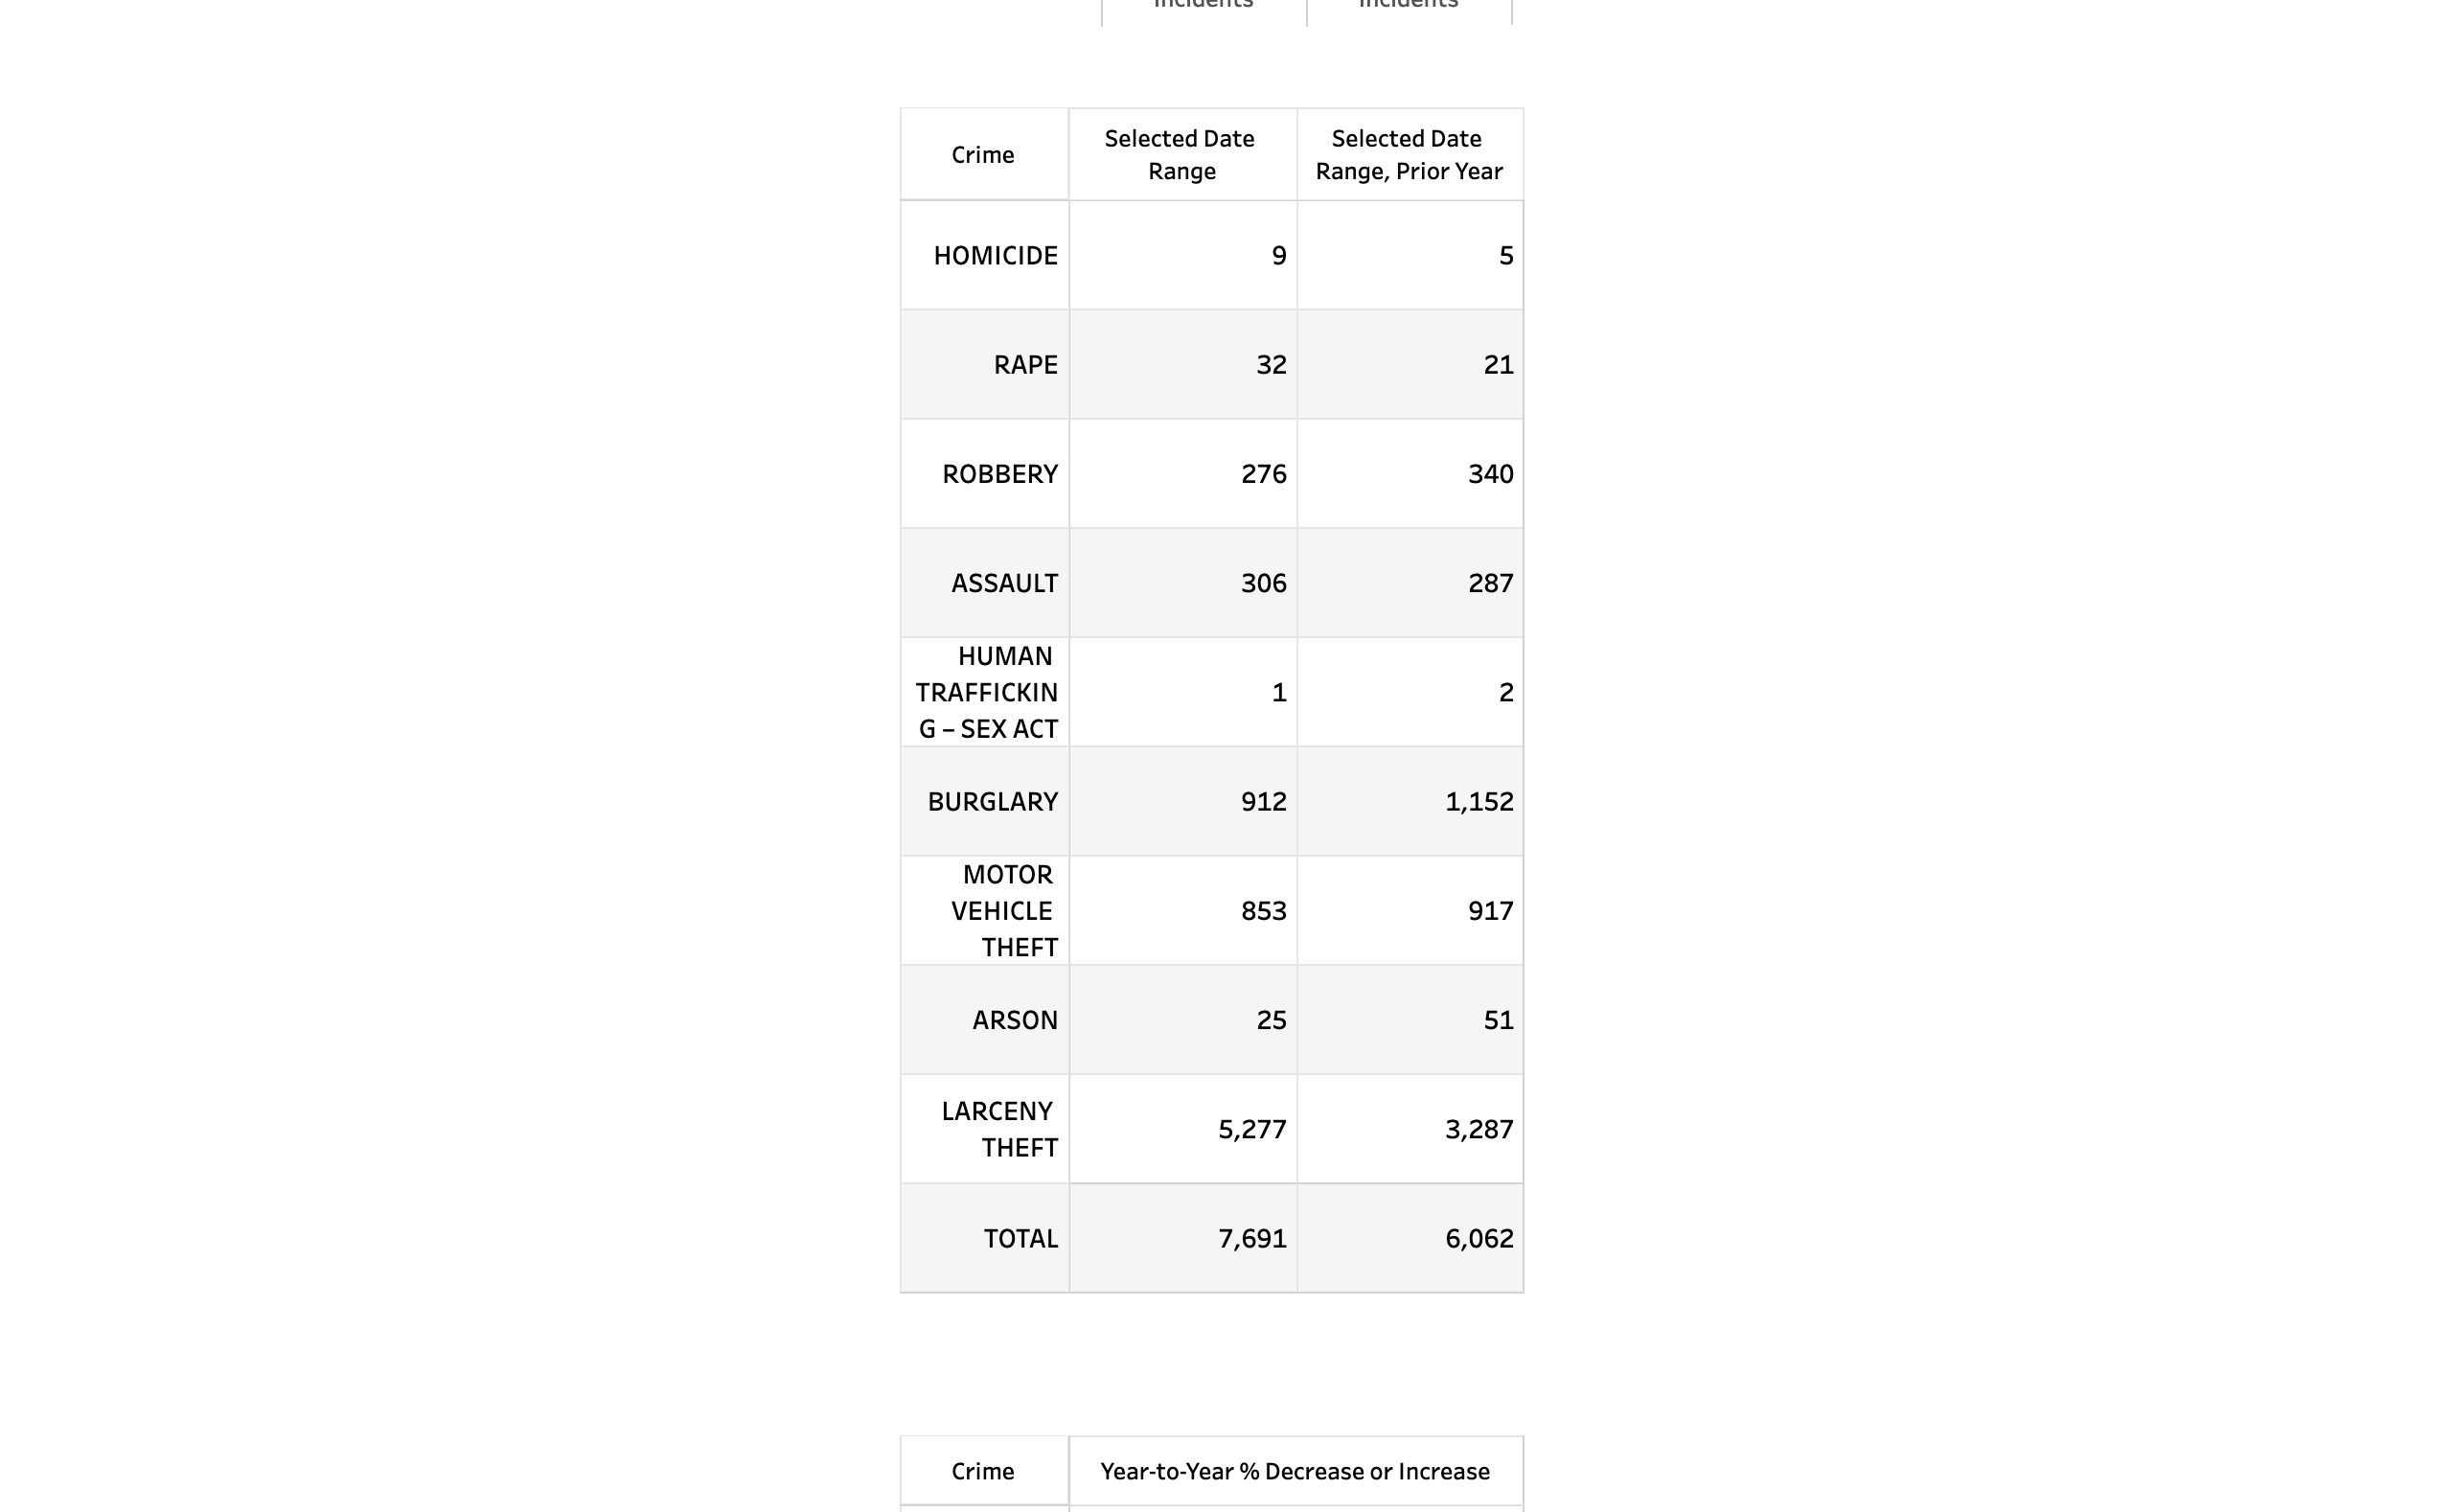 Incidents Incidents
Crime
Selected Date
Range
Selected Date
Range, Prior Year
HOMICIDE 9 5
RAPE 32 21
ROBBERY 276 340
ASSAULT 306 287
HUMAN
TRAFFICKIN 1 2
G – SEX ACT
BURGLARY 912 1,152
MOTOR
VEHICLE 853 917
THEFT
ARSON 25 51
LARCENY
THEFT
5,277 3,287
TOTAL 7,691 6,062
Crime Year-to-Year % Decrease or Increase